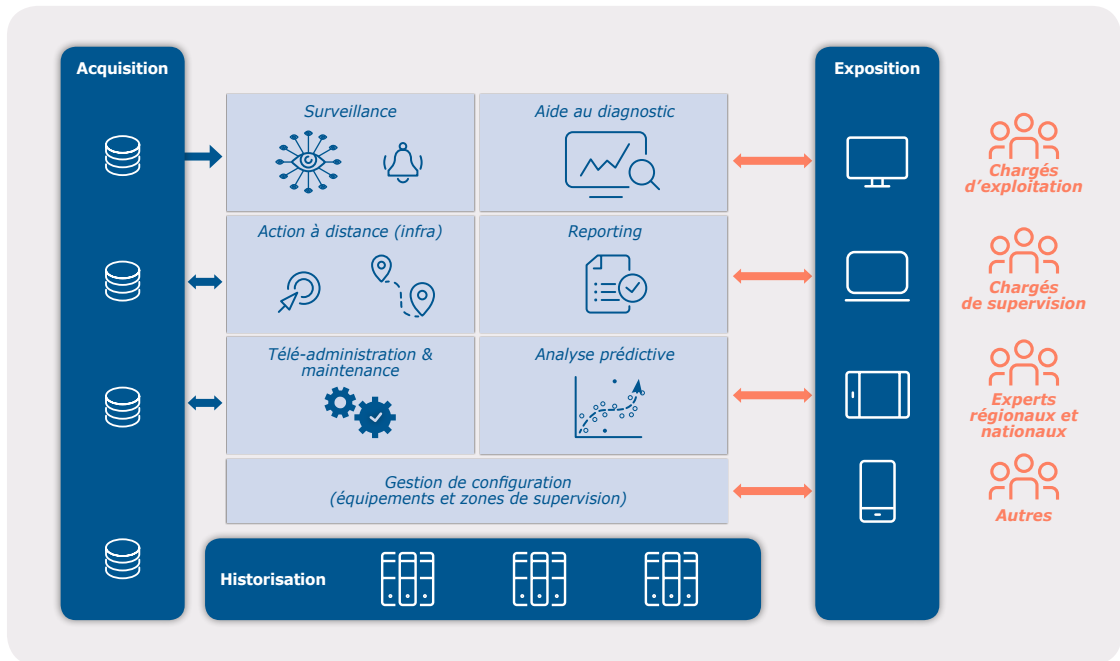 Acquisition
Surveillance
Aide au diagnostic
Action à distance (infra)
Reporting
Télé-administration &
maintenance
Analyse prédictive
Gestion de configuration
(équipements et zones de supervision)
Historisation
Exposition
Chargés
d’exploitation
Chargés
de supervision
Experts
régionaux et
nationaux
Autres